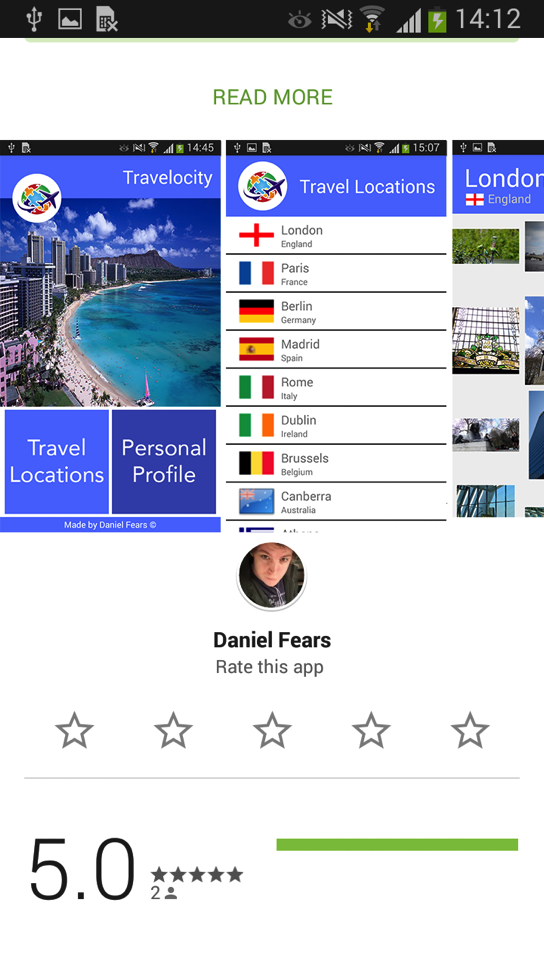 14:12
READ MORE
14:45
Travelocity
Travel
Locations
Personal
Profile
Made by Daniel Fears ©
15:07
Travel Locations
London
England
Paris
France
Berlin
Germany
Madrid
Spain
Rome
Italy
Dublin
Ireland
Brussels
Belgium
Canberra
Australia
London
England
Daniel Fears
Rate this app
5.0
2